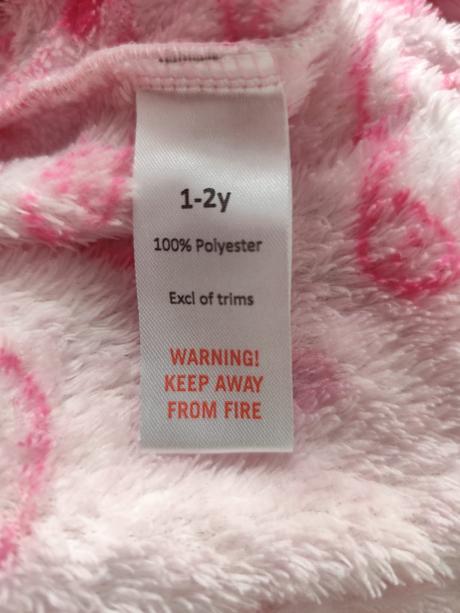 1-2y
100% Polyester
Excl of trims
WARNING!
KEEP AWAY
FROM FIRE